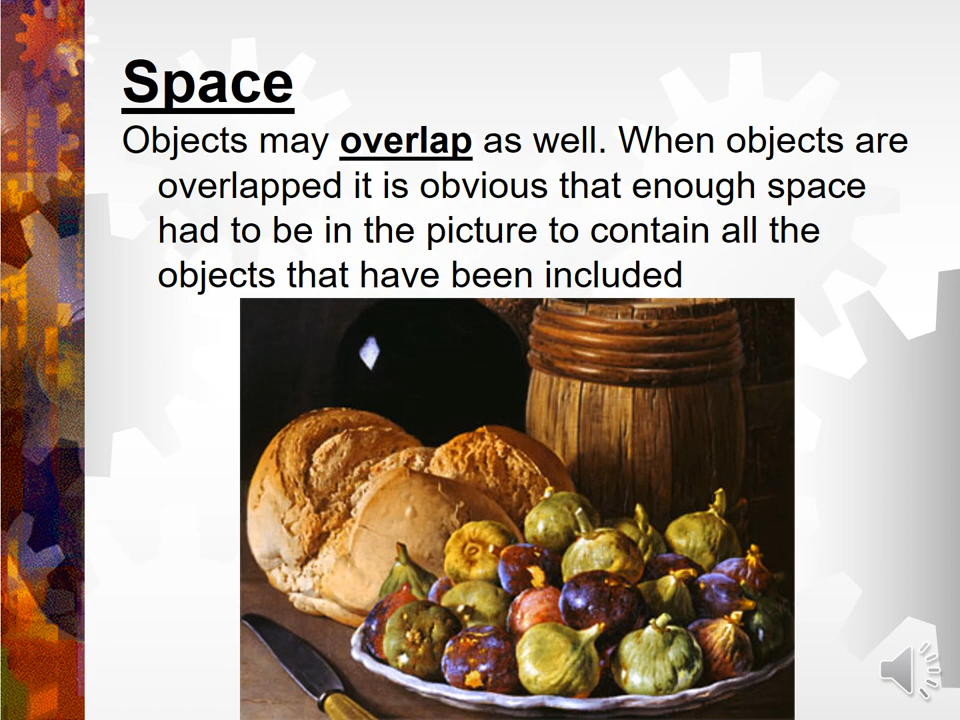 Space
Objects may overlap as well. When objects are
overlapped it is obvious that enough space
had to be in the picture to contain all the
objects that have been included